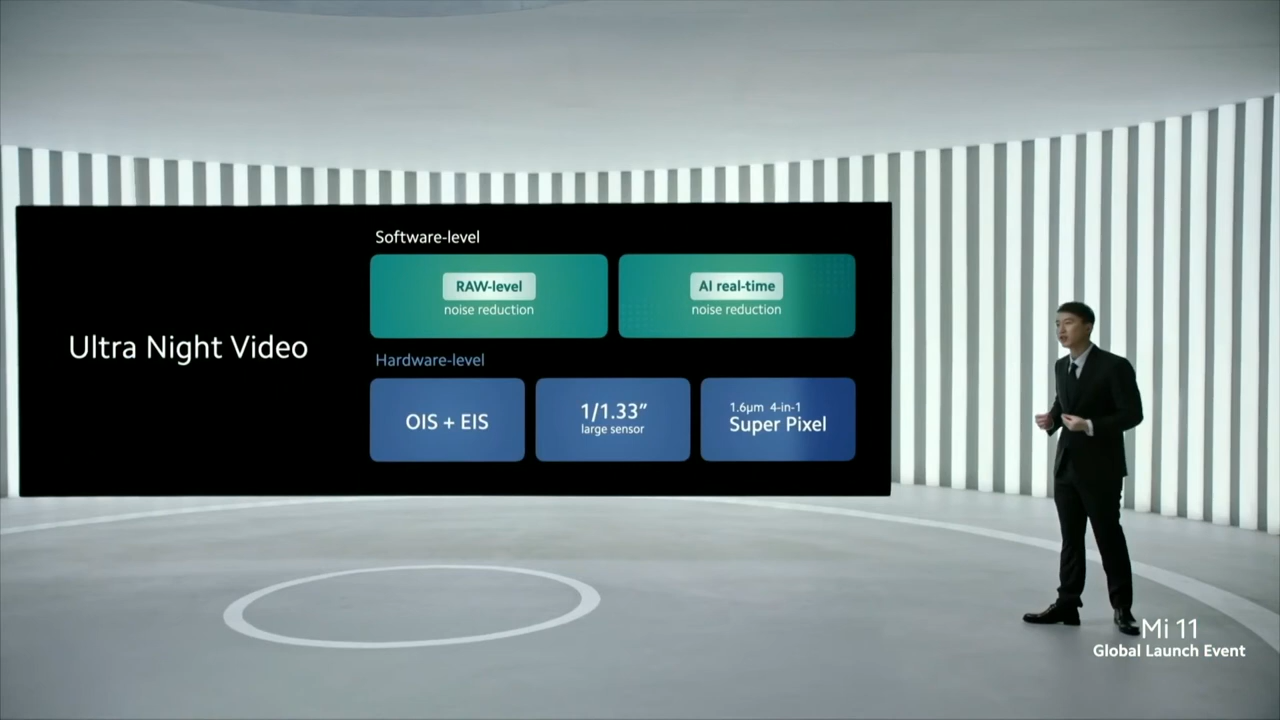 Ultra Night Video
Software-level
RAW-level
noise reduction
AI real-time
noise reduction
Hardware-level
OIS + EIS
1/1.33”
large sensor
1.6μm 4-in-1
Super Pixel
Mi 11
Global Launch Event